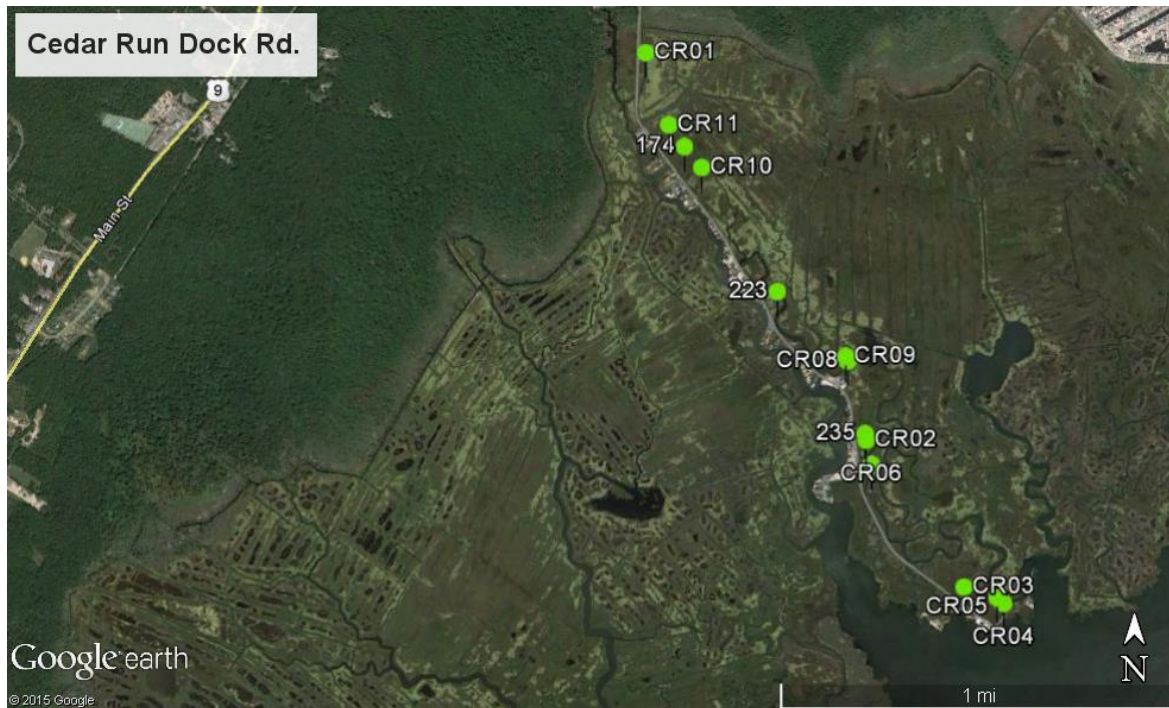 Cedar Run Dock Rd.
9
Main St
CR01
CR11
174
CR10
223
CR08
CR09
235
CR02
CR06
CR03
CR05
CR04
N
Google earth
© 2015 Google
1 mi